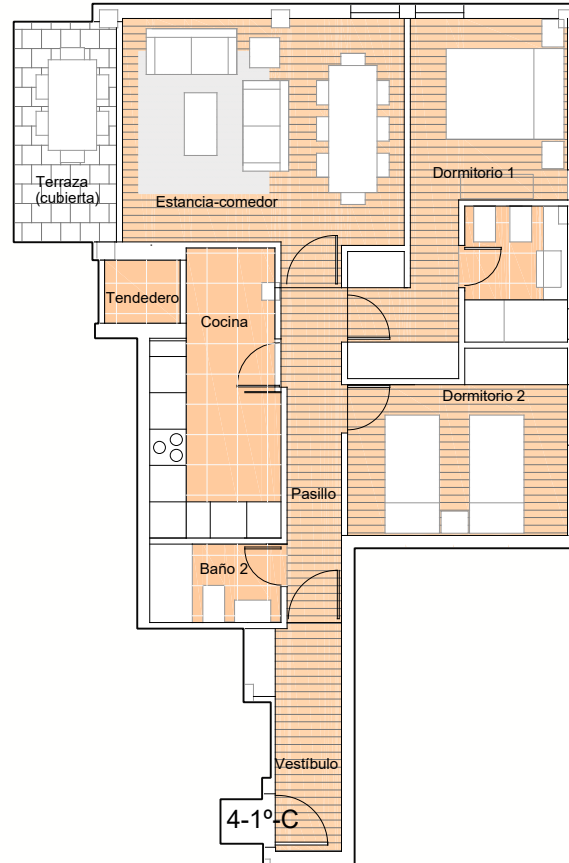 Dormitorio 1
Terraza
(cubierta)
Estancia-comedor
Tendedero
Cocina
Dormitorio 2
Pasillo
Baño 2
Vestíbulo
4-1º-C